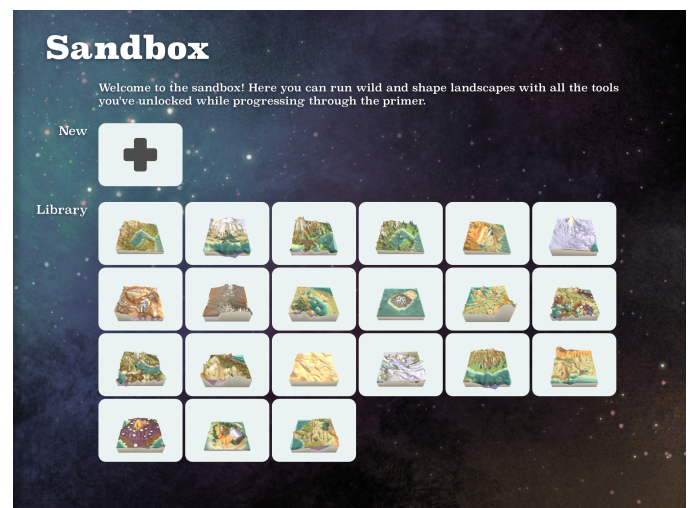 Sandbox
Welcome to the sandbox! Here you can run wild and shape landscapes with all the tools
you've unlocked while progressing through the primer.
New
Library